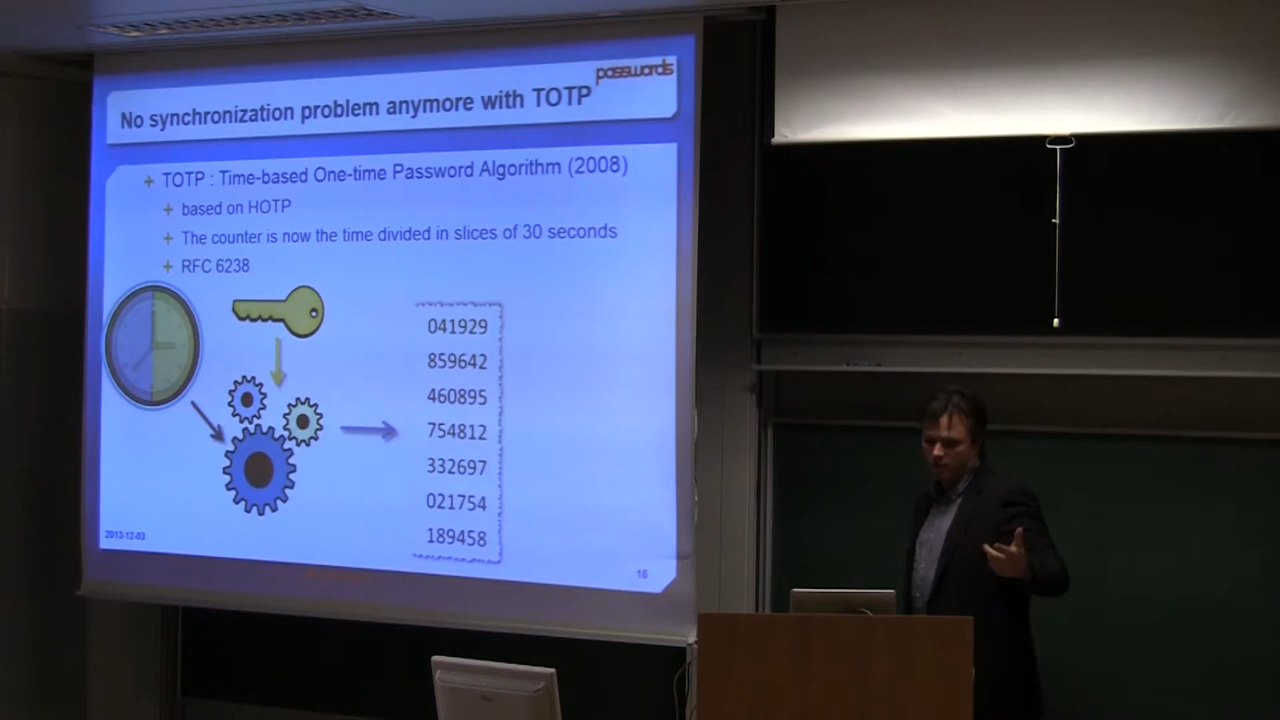 passwords
No synchronization problem anymore with TOTP
+ TOTP : Time-based One-time Password Algorithm (2008)
+ based on HOTP
+ The counter is now the time divided in slices of 30 seconds
+ RFC 6238
041929
859642
460895
754812
332697
021754
189458
2013-12-03
16